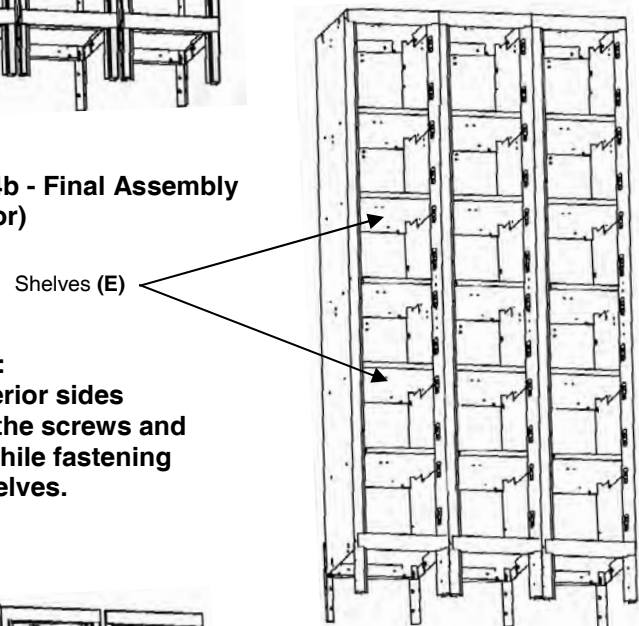 4b - Final Assembly
or)
Shelves (E)
:
erior sides
the screws and
hile fastening
elves.